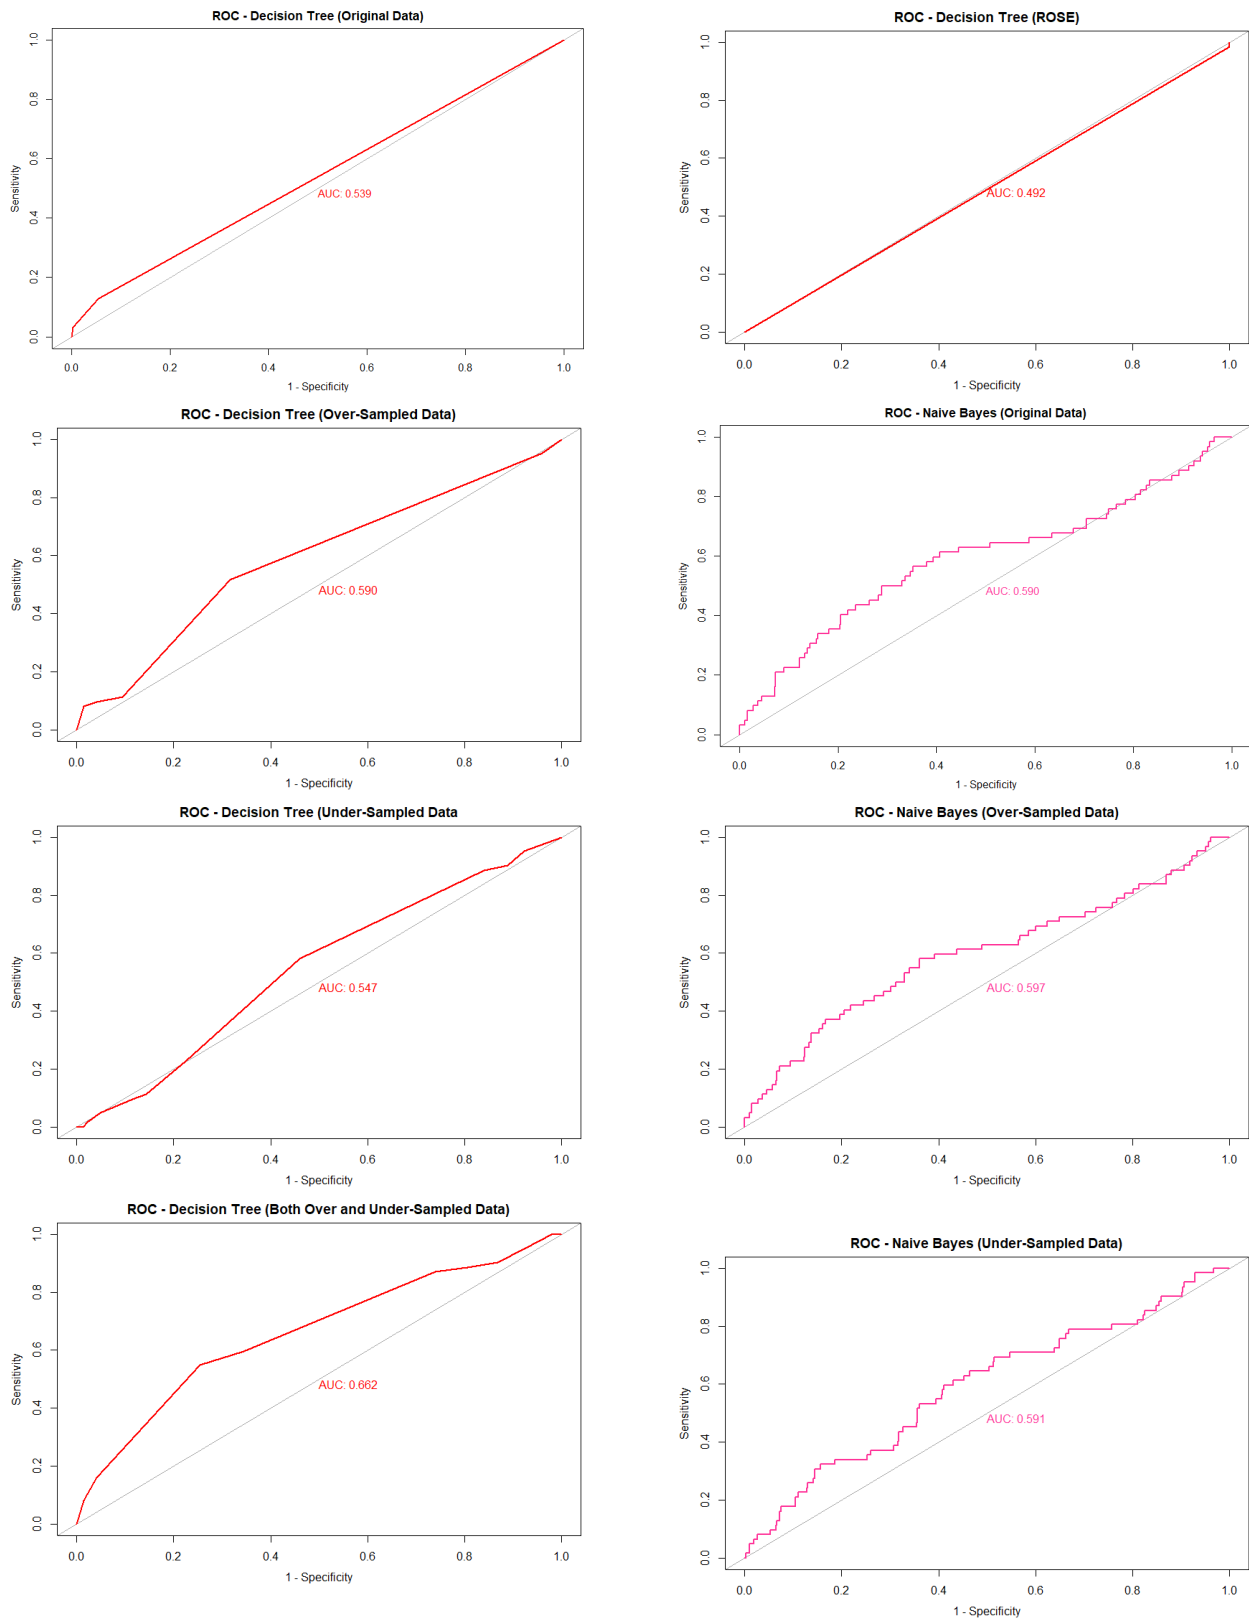 ROC - Decision Tree (Original Data)
Sensitivity
0.0 0.2 0.4 0.6 0.8 1.0
AUC: 0.539
0.0 0.2 0.4 0.6 0.8 1.0
1 - Specificity
ROC - Decision Tree (ROSE)
Sensitivity
0.0 0.2 0.4 0.6 0.8 1.0
AUC: 0.492
0.0 0.2 0.4 0.6 0.8 1.0
1 - Specificity
ROC - Decision Tree (Over-Sampled Data)
Sensitivity
0.0 0.2 0.4 0.6 0.8 1.0
AUC: 0.590
0.0 0.2 0.4 0.6 0.8 1.0
1 - Specificity
ROC - Naive Bayes (Original Data)
Sensitivity
0.0 0.2 0.4 0.6 0.8 1.0
AUC: 0.590
0.0 0.2 0.4 0.6 0.8 1.0
1 - Specificity
ROC - Decision Tree (Under-Sampled Data
Sensitivity
0.0 0.2 0.4 0.6 0.8 1.0
AUC: 0.547
0.0 0.2 0.4 0.6 0.8 1.0
1 - Specificity
ROC - Naive Bayes (Over-Sampled Data)
Sensitivity
0.0 0.2 0.4 0.6 0.8 1.0
AUC: 0.597
0.0 0.2 0.4 0.6 0.8 1.0
1 - Specificity
ROC - Decision Tree (Both Over and Under-Sampled Data)
Sensitivity
0.0 0.2 0.4 0.6 0.8 1.0
AUC: 0.662
0.0 0.2 0.4 0.6 0.8 1.0
1 - Specificity
ROC - Naive Bayes (Under-Sampled Data)
Sensitivity
0.0 0.2 0.4 0.6 0.8 1.0
AUC: 0.591
0.0 0.2 0.4 0.6 0.8 1.0
1 - Specificity